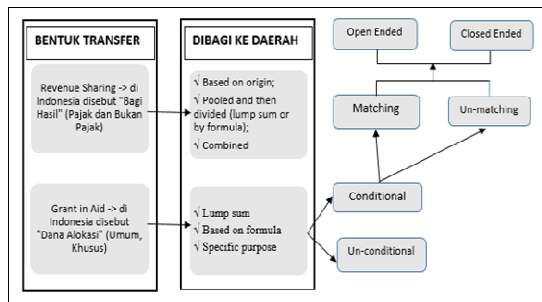 BENTUK TRANSFER
Revenue Sharing -> di
Indonesia disebut "Bagi
Hasil" (Pajak dan Bukan
Pajak)
Grant in Aid -> di
Indonesia disebut
"Dana Alokasi" (Umum,
Khusus)
DIBAGI KE DAERAH
√ Based on origin;
√ Pooled and then
divided (lump sum or
by formula);
√ Combined
√ Lump sum
√ Based on formula
√ Specific purpose
Open Ended
Closed Ended
Matching
Un-matching
Conditional
Un-conditional